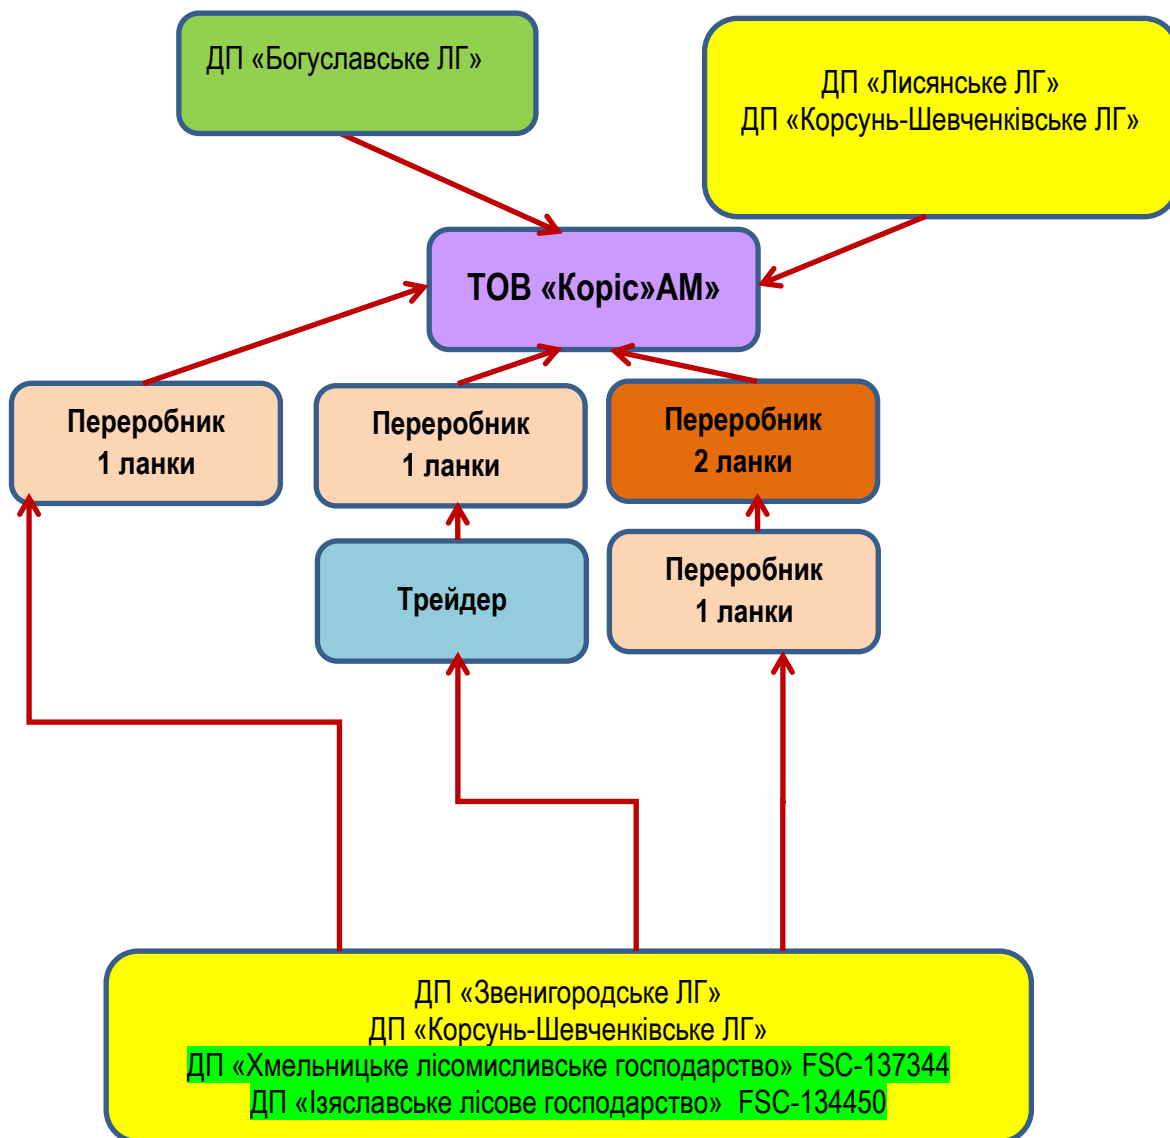 ДП «Богуславське ЛГ»
ДП «Лисянське ЛГ»
ДП «Корсунь-Шевченківське ЛГ»
ТОВ «Коріс»АМ»
Переробник
1 ланки
Переробник
1 ланки
Переробник
2 ланки
Трейдер
Переробник
1 ланки
ДП «Звенигородське ЛГ»
ДП «Корсунь-Шевченківське ЛГ»
ДП «Хмельницьке лісомисливське господарство» FSC-137344
ДП «Ізяславське лісове господарство» FSC-134450